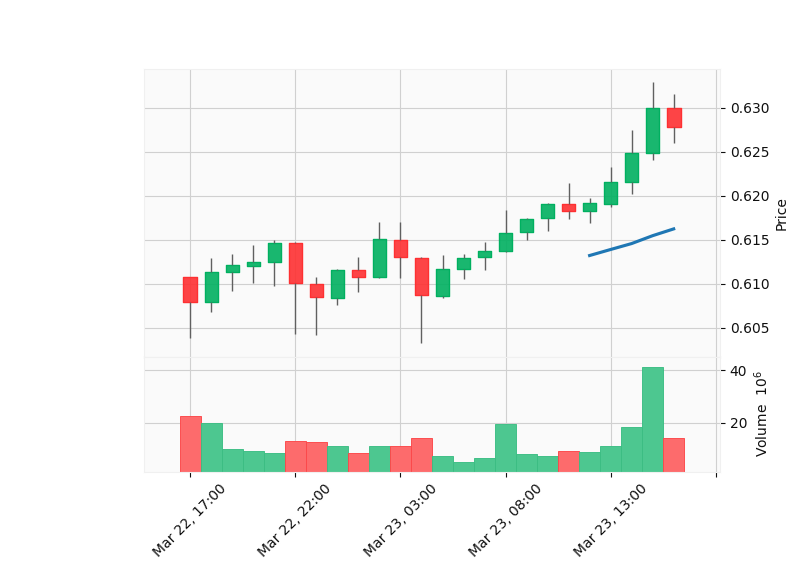 0.630
0.625
0.620
0.615
0.610
0.605
Price
40
20
Volume 10⁶
Mar 22, 17:00
Mar 22, 22:00
Mar 23, 03:00
Mar 23, 08:00
Mar 23, 13:00